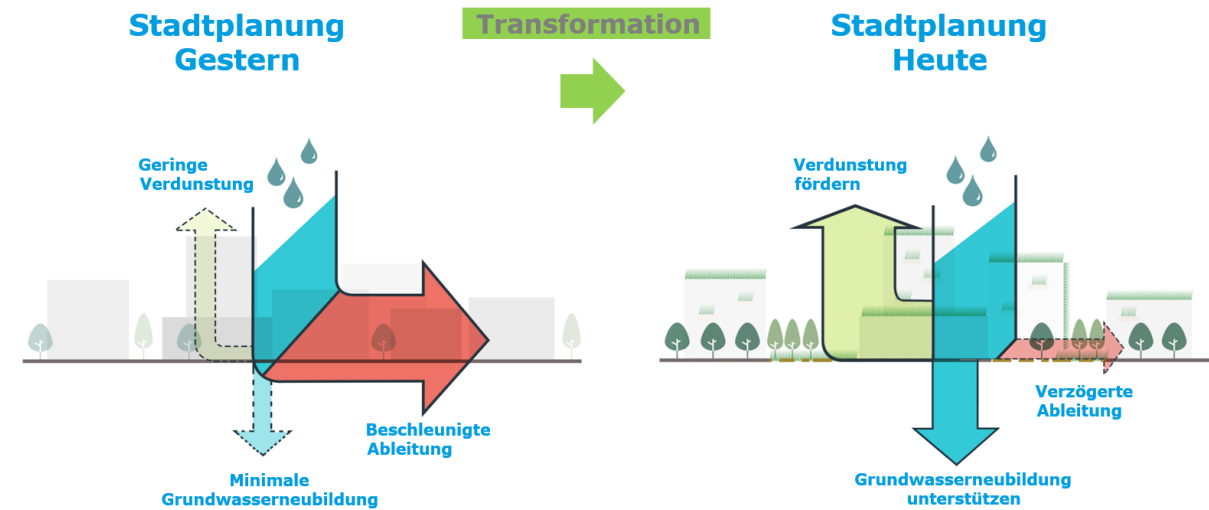 Stadtplanung
Gestern
Transformation
Stadtplanung
Heute
Geringe
Verdunstung
Beschleunigte
Ableitung
Minimale
Grundwasserneubildung
Verdunstung
fördern
Verzögerte
Ableitung
Grundwasserneubildung
unterstützen